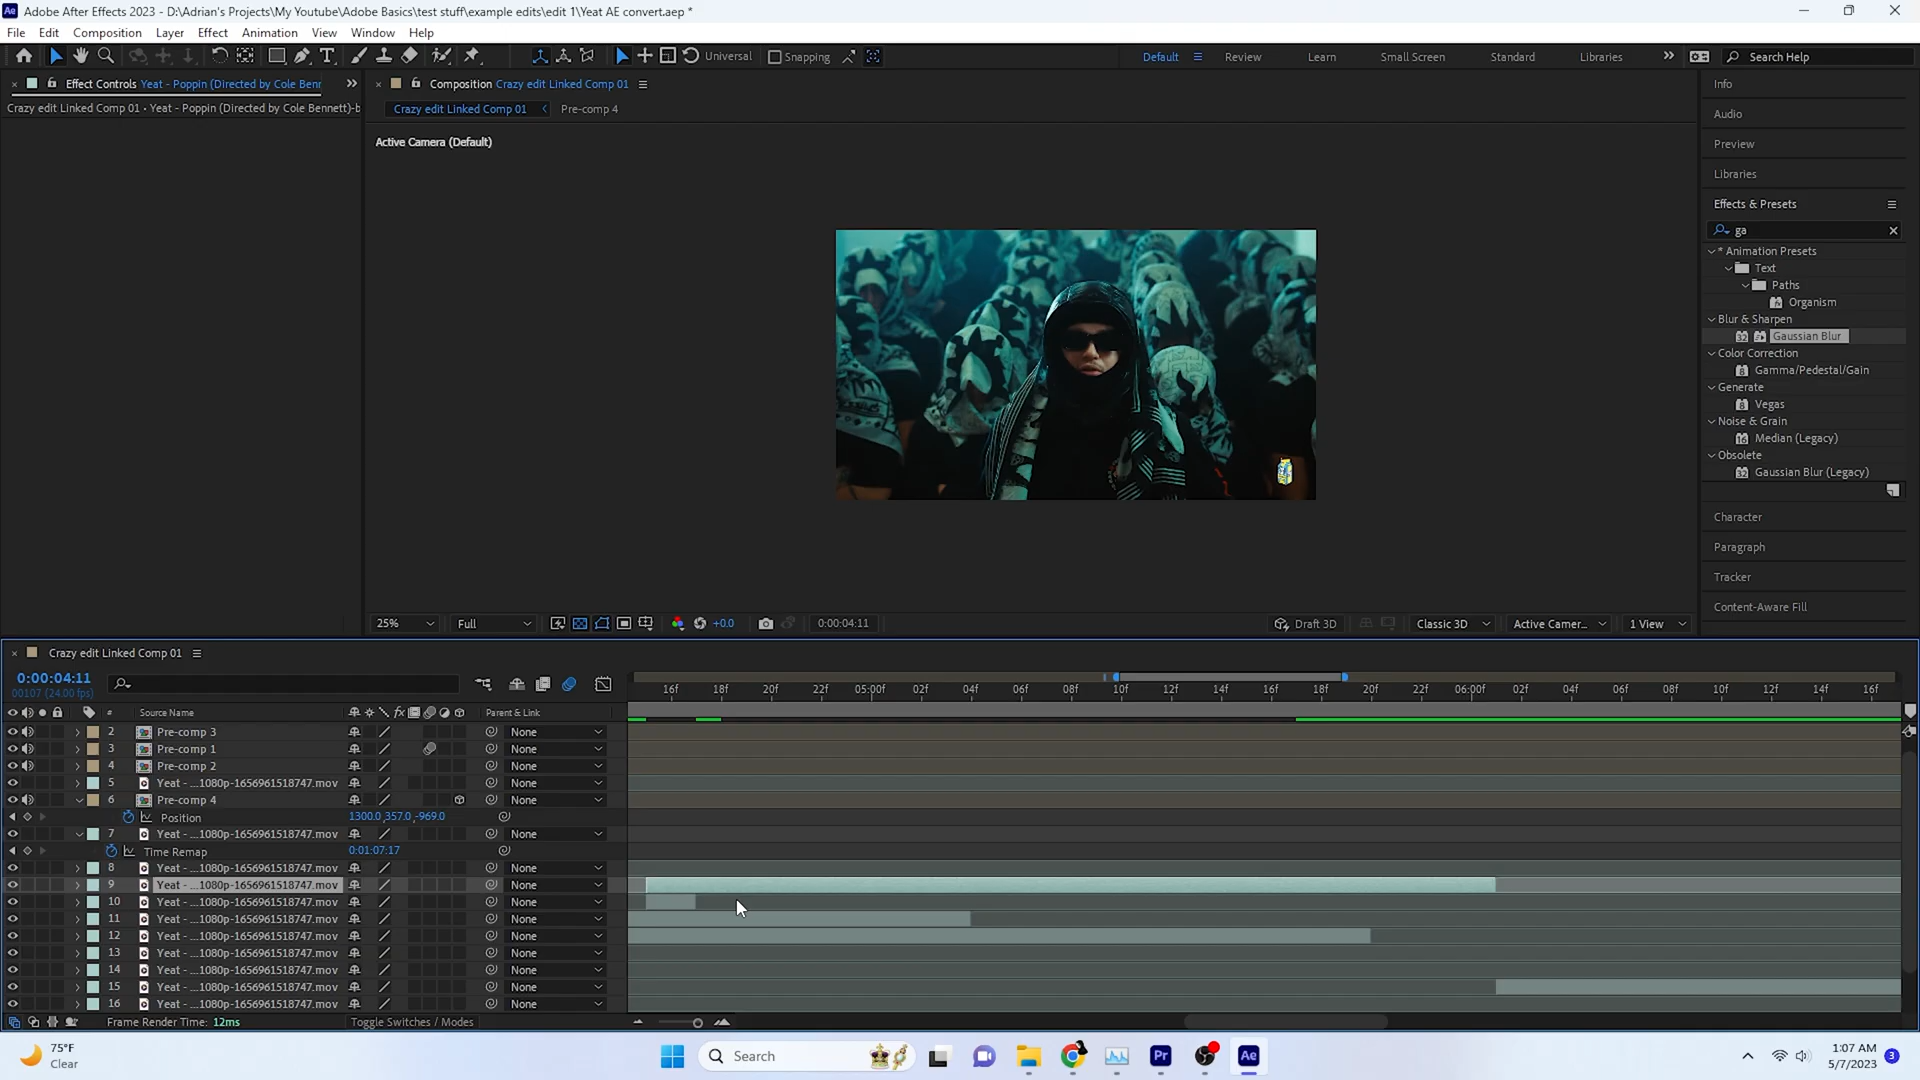 Adobe After Effects 2023 - D:\Adrian's Projects\My Youtube\Adobe Basics\test stuff\example edits\edit 1\Yeat AE convert.aep *
File Edit Composition Layer Effect Animation View Window Help
Universal Snapping Default Review Learn Small Screen Standard Libraries Search Help
Effect Controls Yeat - Poppin (Directed by Cole Benn
Composition Crazy edit Linked Comp 01
Info
Crazy edit Linked Comp 01 • Yeat - Poppin (Directed by Cole Bennett)-b
Crazy edit Linked Comp 01 Pre-comp 4
Audio
Active Camera (Default)
Preview
Libraries
Effects & Presets
ga
* Animation Presets
Text
Paths
Organism
Blur & Sharpen
32 Gaussian Blur
Color Correction
8 Gamma/Pedestal/Gain
Generate
8 Vegas
Noise & Grain
16 Median (Legacy)
Obsolete
32 Gaussian Blur (Legacy)
Character
Paragraph
Tracker
Content-Aware Fill
25% Full +0.0 0:00:04:11 Draft 3D Classic 3D Active Camer... 1 View
Crazy edit Linked Comp 01
0:00:04:11
00107 (24.00 fps)
16f 18f 20f 22f 05:00f 02f 04f 06f 08f 10f 12f 14f 16f 18f 20f 22f 06:00f 02f 04f 06f 08f 10f 12f 14f 16f
# Source Name fx Parent & Link
2 Pre-comp 3 None
3 Pre-comp 1 None
4 Pre-comp 2 None
5 Yeat - ...1080p-1656961518747.mov None
6 Pre-comp 4 None
Position 1300.0,357.0,-969.0
7 Yeat - ...1080p-1656961518747.mov None
Time Remap 0:01:07:17
8 Yeat - ...1080p-1656961518747.mov None
9 Yeat - ...1080p-1656961518747.mov None
10 Yeat - ...1080p-1656961518747.mov None
11 Yeat - ...1080p-1656961518747.mov None
12 Yeat - ...1080p-1656961518747.mov None
13 Yeat - ...1080p-1656961518747.mov None
14 Yeat - ...1080p-1656961518747.mov None
15 Yeat - ...1080p-1656961518747.mov None
16 Yeat - ...1080p-1656961518747.mov None
Frame Render Time: 12ms Toggle Switches / Modes
75°F
Clear
Search
Pr
Ae
1:07 AM
5/7/2023
3